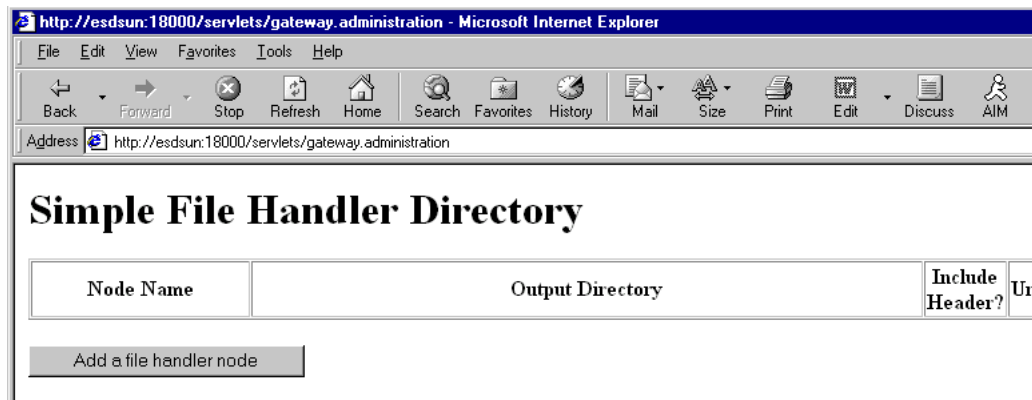 http://esdsun:18000/servlets/gateway.administration - Microsoft Internet Explorer
File Edit View Favorites Tools Help
Back Forward Stop Refresh Home Search Favorites History Mail Size Print Edit Discuss AIM
Address http://esdsun:18000/servlets/gateway.administration
Simple File Handler Directory
Node Name Output Directory Include Header?
Add a file handler node